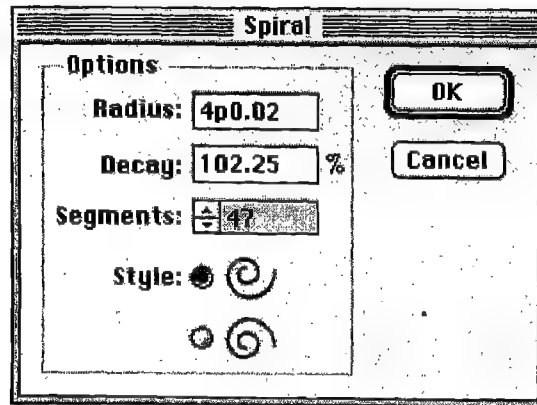 Spiral
Options
Radius: 4p0.02
OK
Decay: 102.25 %
Cancel
Segments: 47
Style: